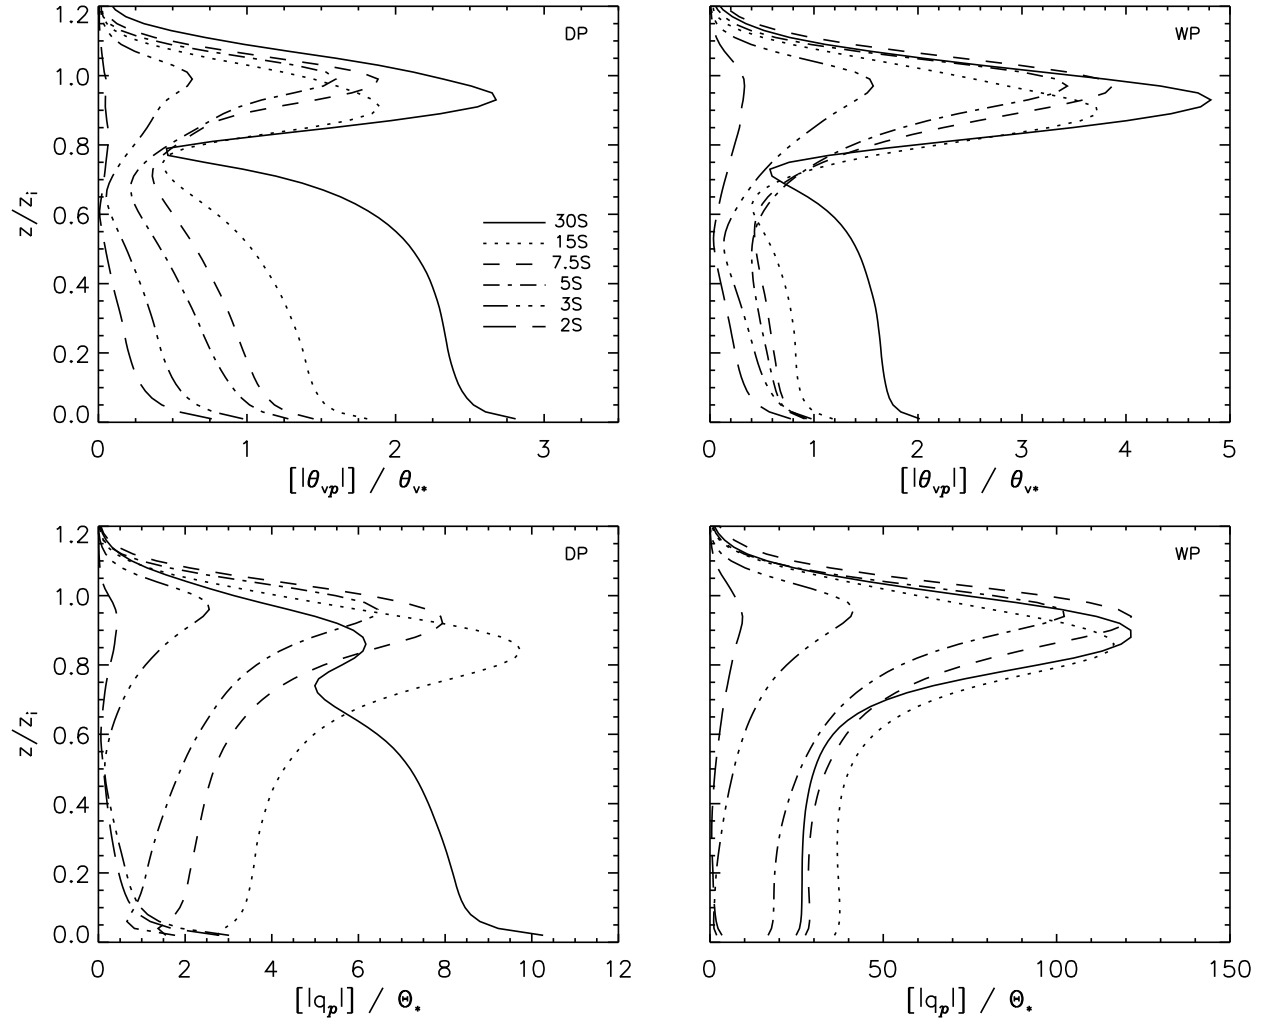 1.2
1.0
0.8
0.6
0.4
0.2
0.0
z/z_i
DP
30S
15S
7.5S
5S
3S
2S
0 1 2 3
[|θ_vp|] / θ_v*
WP
0 1 2 3 4 5
[|θ_vp|] / θ_v*
1.2
1.0
0.8
0.6
0.4
0.2
0.0
z/z_i
DP
0 2 4 6 8 10 12
[|q_p|] / Θ_*
WP
0 50 100 150
[|q_p|] / Θ_*